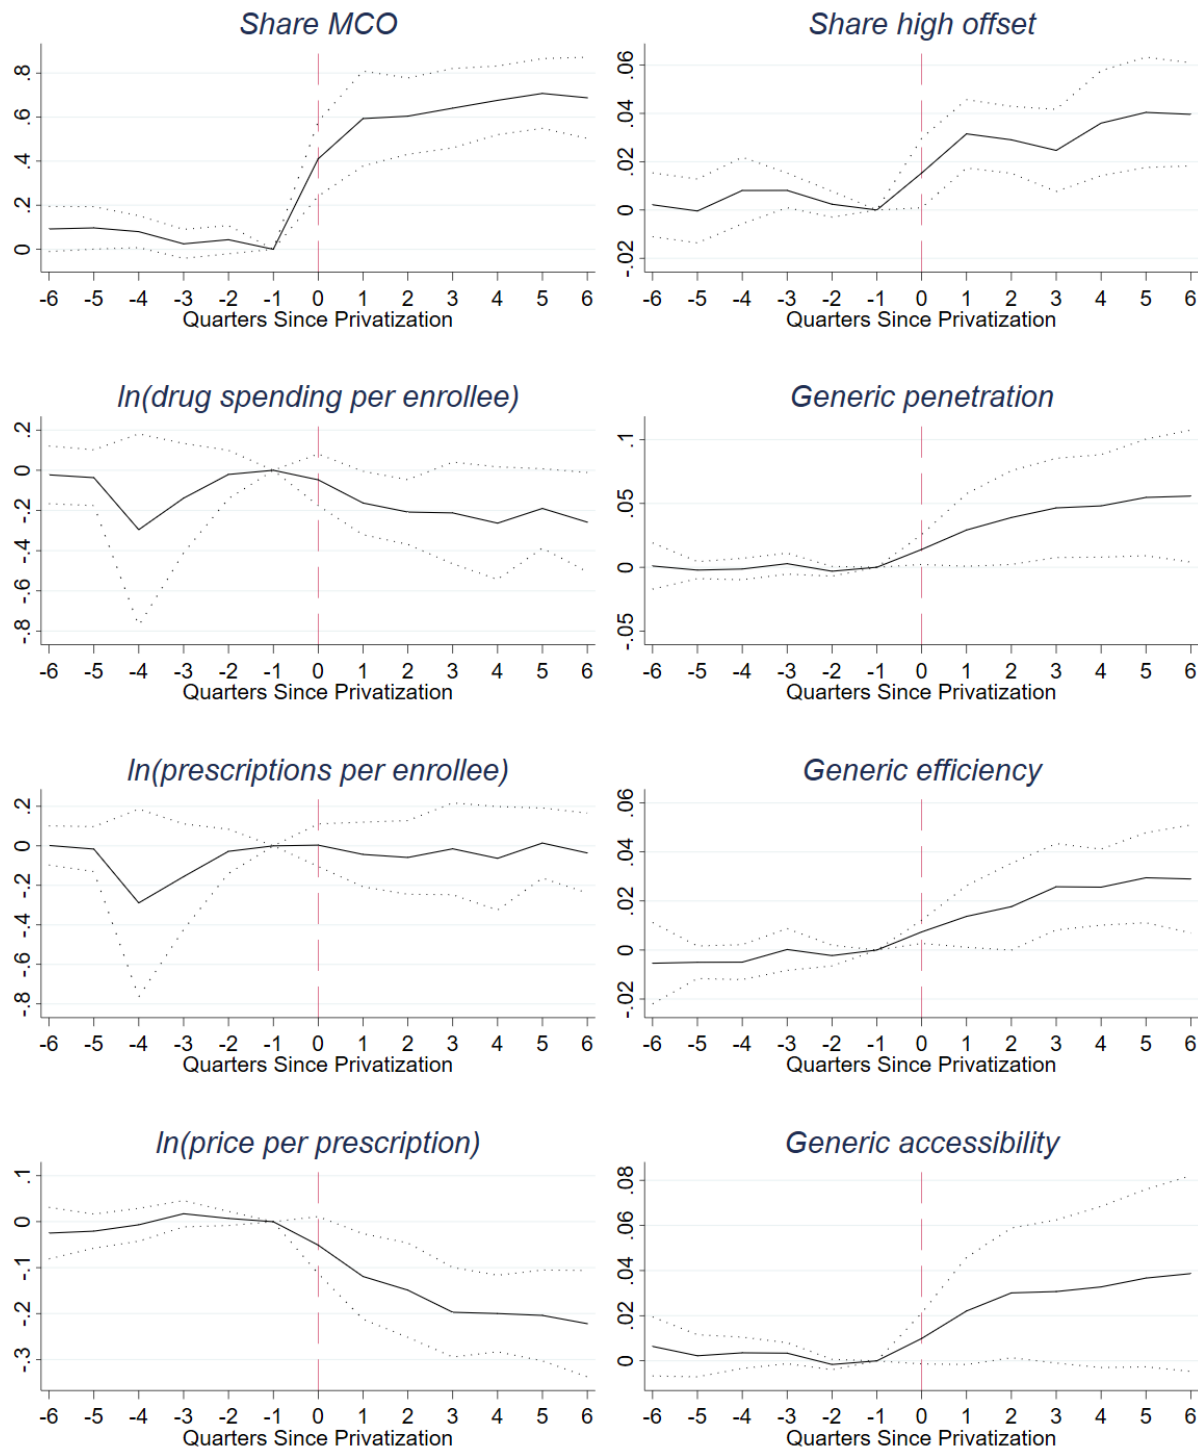 Share MCO
.8
.6
.4
.2
0
-6 -5 -4 -3 -2 -1 0 1 2 3 4 5 6
Quarters Since Privatization
Share high offset
.06
.04
.02
0
-.02
-6 -5 -4 -3 -2 -1 0 1 2 3 4 5 6
Quarters Since Privatization
ln(drug spending per enrollee)
.2
0
-.2
-.4
-.6
-.8
-6 -5 -4 -3 -2 -1 0 1 2 3 4 5 6
Quarters Since Privatization
Generic penetration
.1
.05
0
-.05
-6 -5 -4 -3 -2 -1 0 1 2 3 4 5 6
Quarters Since Privatization
ln(prescriptions per enrollee)
.2
0
-.2
-.4
-.6
-.8
-6 -5 -4 -3 -2 -1 0 1 2 3 4 5 6
Quarters Since Privatization
Generic efficiency
.06
.04
.02
0
-.02
-6 -5 -4 -3 -2 -1 0 1 2 3 4 5 6
Quarters Since Privatization
ln(price per prescription)
.1
0
-.1
-.2
-.3
-6 -5 -4 -3 -2 -1 0 1 2 3 4 5 6
Quarters Since Privatization
Generic accessibility
.08
.06
.04
.02
0
-6 -5 -4 -3 -2 -1 0 1 2 3 4 5 6
Quarters Since Privatization